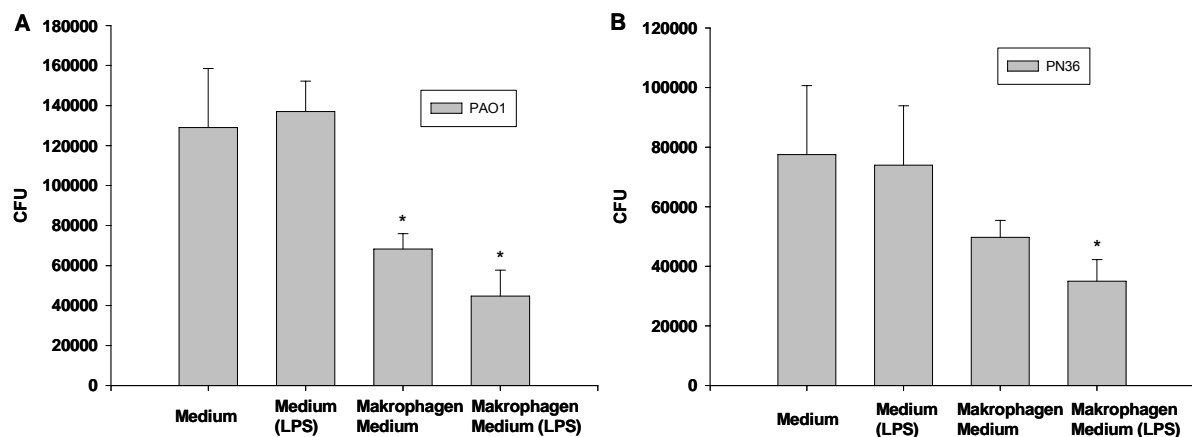 A
180000
160000
140000
120000
100000
80000
60000
40000
20000
0
CFU
PAO1
*
*
Medium
Medium
(LPS)
Makrophagen
Medium
Makrophagen
Medium (LPS)
B
120000
100000
80000
60000
40000
20000
0
CFU
PN36
*
Medium
Medium
(LPS)
Makrophagen
Medium
Makrophagen
Medium (LPS)